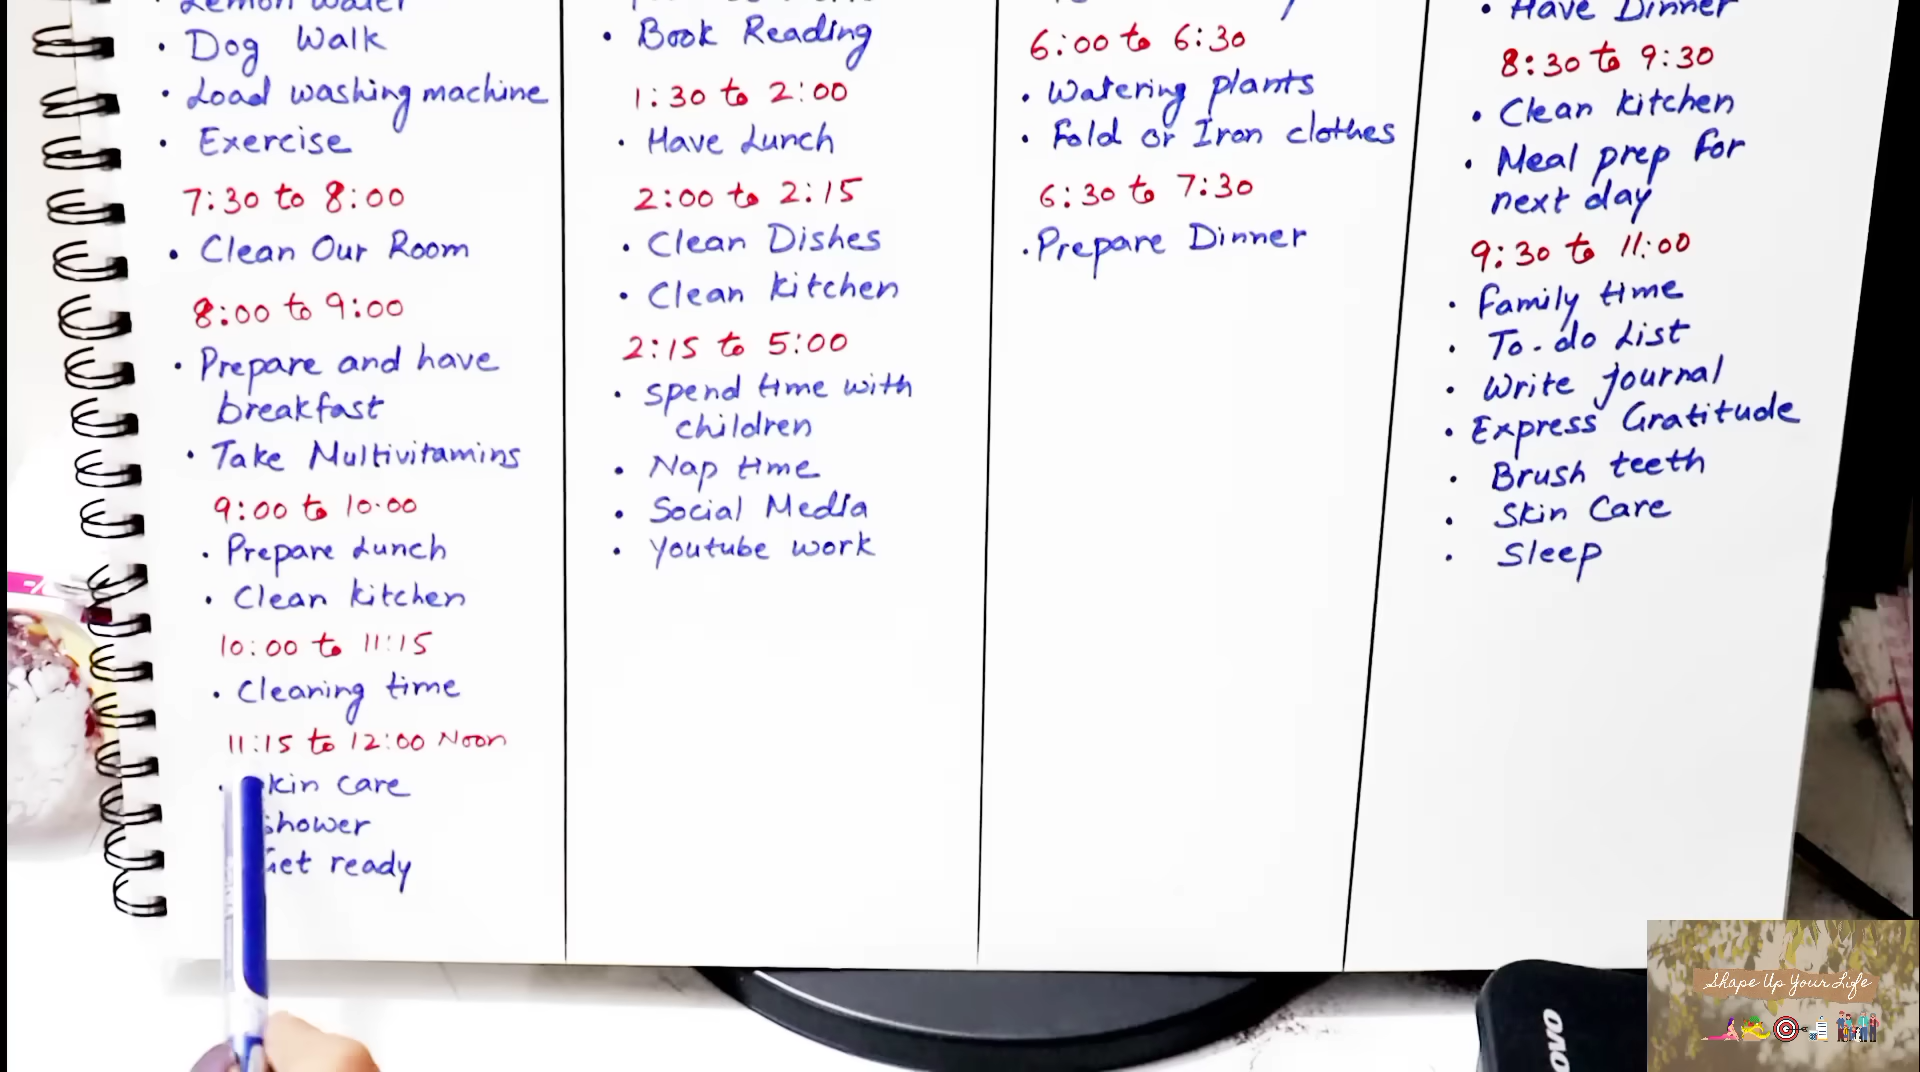 Lemon water
• Dog Walk
• Load washing machine
• Exercise
7:30 to 8:00
• Clean Our Room
8:00 to 9:00
• Prepare and have
breakfast
• Take Multivitamins
9:00 to 10.00
• Prepare Lunch
• Clean kitchen
10:00 to 11:15
• Cleaning time
11:15 to 12:00 Noon
• Skin care
Shower
Get ready
• Book Reading
1:30 to 2:00
• Have Lunch
2:00 to 2:15
• Clean Dishes
• Clean kitchen
2:15 to 5:00
• Spend time with
children
• Nap time
• Social Media
• Youtube work
6:00 to 6:30
• Watering plants
• Fold or Iron clothes
6:30 to 7:30
• Prepare Dinner
• Have Dinner
8:30 to 9:30
• Clean kitchen
• Meal prep for
next day
9:30 to 11:00
• Family time
• To-do List
• Write journal
• Express Gratitude
• Brush teeth
• Skin Care
• Sleep
Shape Up Your Life